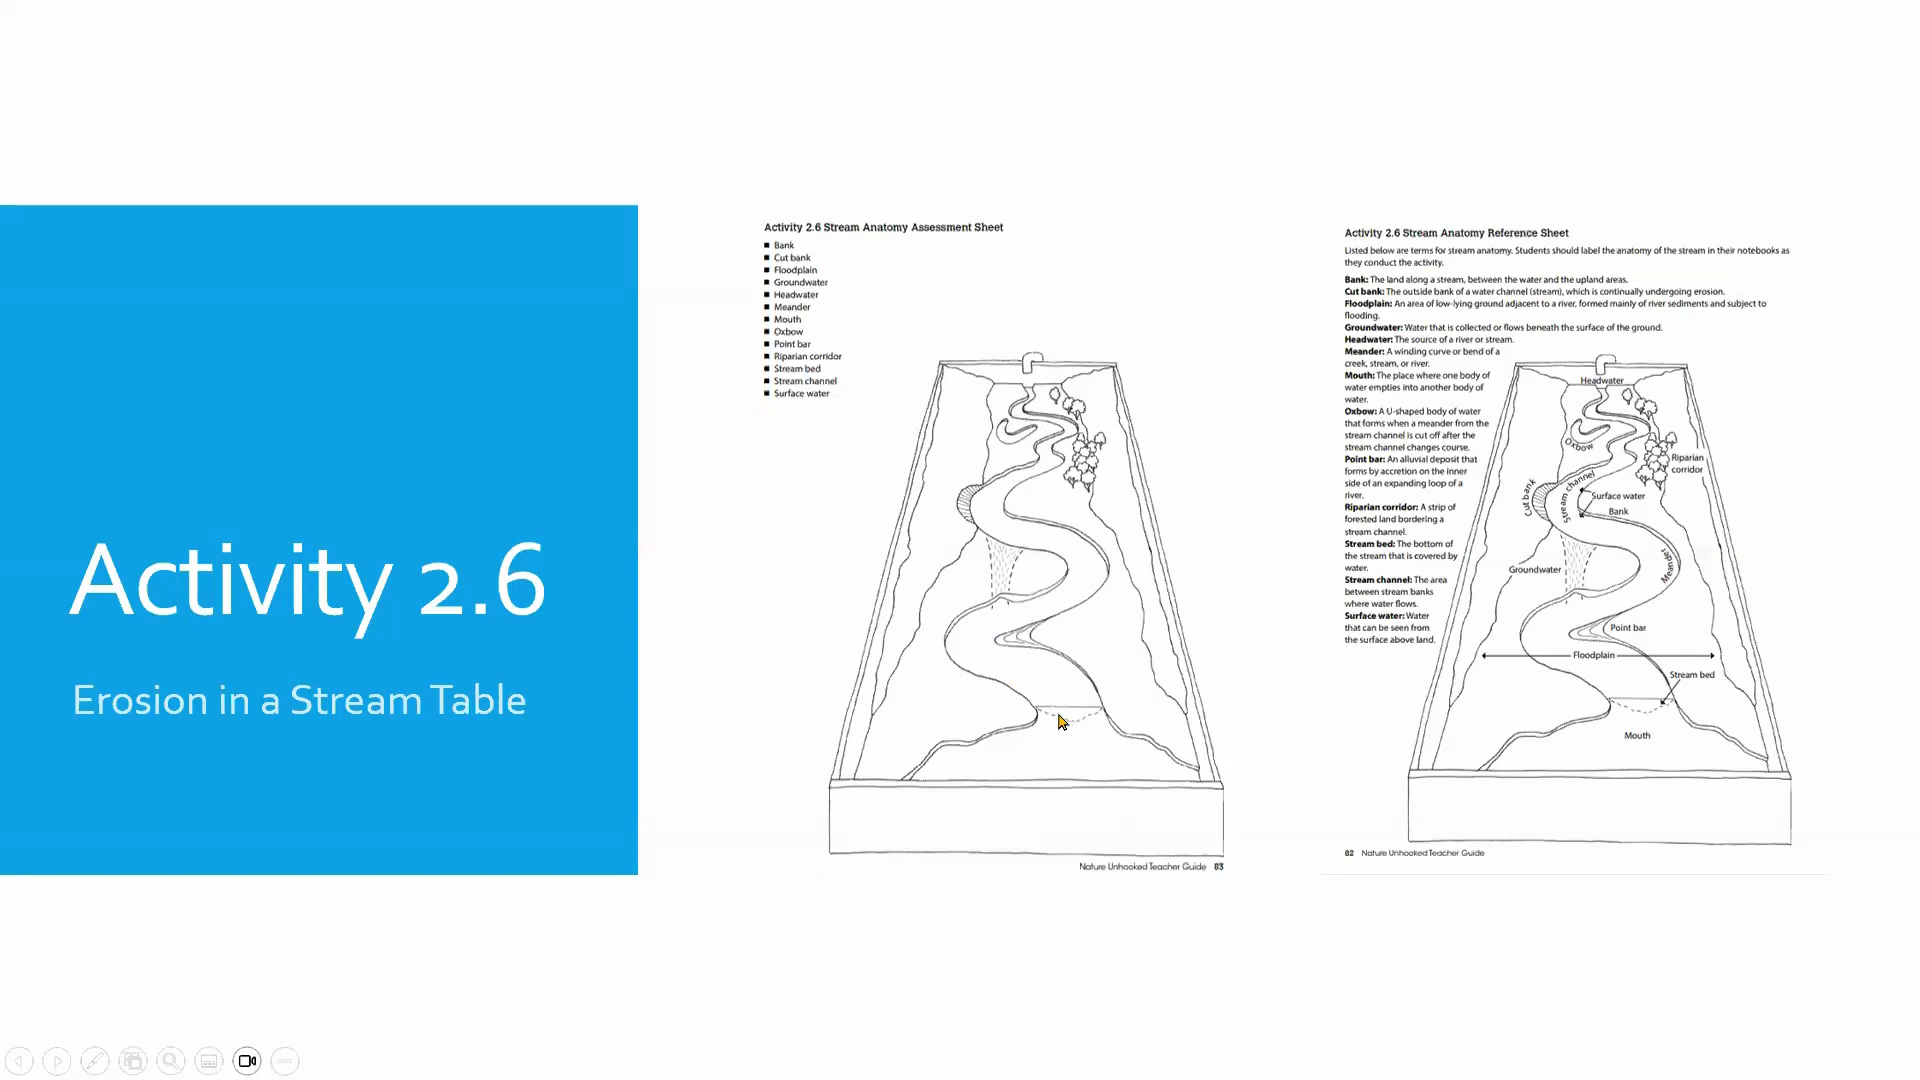 Activity 2.6
Erosion in a Stream Table
Activity 2.6 Stream Anatomy Assessment Sheet
■ Bank
■ Cut bank
■ Floodplain
■ Groundwater
■ Headwater
■ Meander
■ Mouth
■ Oxbow
■ Point bar
■ Riparian corridor
■ Stream bed
■ Stream channel
■ Surface water
Nature Unhooked Teacher Guide 83
Activity 2.6 Stream Anatomy Reference Sheet
Listed below are terms for stream anatomy. Students should label the anatomy of the stream in their notebooks as
they conduct the activity.
Bank: The land along a stream, between the water and the upland areas.
Cut bank: The outside bank of a water channel (stream), which is continually undergoing erosion.
Floodplain: An area of low-lying ground adjacent to a river, formed mainly of river sediments and subject to
flooding.
Groundwater: Water that is collected or flows beneath the surface of the ground.
Headwater: The source of a river or stream.
Meander: A winding curve or bend of a
creek, stream, or river.
Mouth: The place where one body of
water empties into another body of
water.
Oxbow: A U-shaped body of water
that forms when a meander from the
stream channel is cut off after the
stream channel changes course.
Point bar: An alluvial deposit that
forms by accretion on the inner
side of an expanding loop of a
river.
Riparian corridor: A strip of
forested land bordering a
stream channel.
Stream bed: The bottom of
the stream that is covered by
water.
Stream channel: The area
between stream banks
where water flows.
Surface water: Water
that can be seen from
the surface above land.
Headwater
Oxbow
Riparian
corridor
Cut bank
Stream channel
Surface water
Bank
Meander
Groundwater
Point bar
Floodplain
Stream bed
Mouth
82 Nature Unhooked Teacher Guide